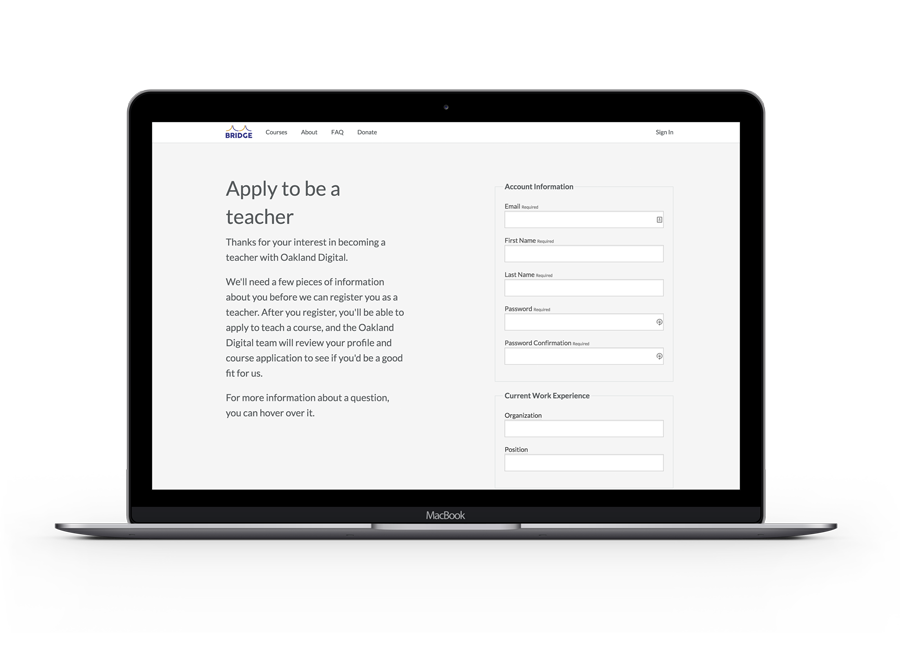 BRIDGE Courses About FAQ Donate Sign In
Apply to be a
teacher
Thanks for your interest in becoming a
teacher with Oakland Digital.
We'll need a few pieces of information
about you before we can register you as a
teacher. After you register, you'll be able to
apply to teach a course, and the Oakland
Digital team will review your profile and
course application to see if you'd be a good
fit for us.
For more information about a question,
you can hover over it.
Account Information
Email Required
First Name Required
Last Name Required
Password Required
Password Confirmation Required
Current Work Experience
Organization
Position
MacBook